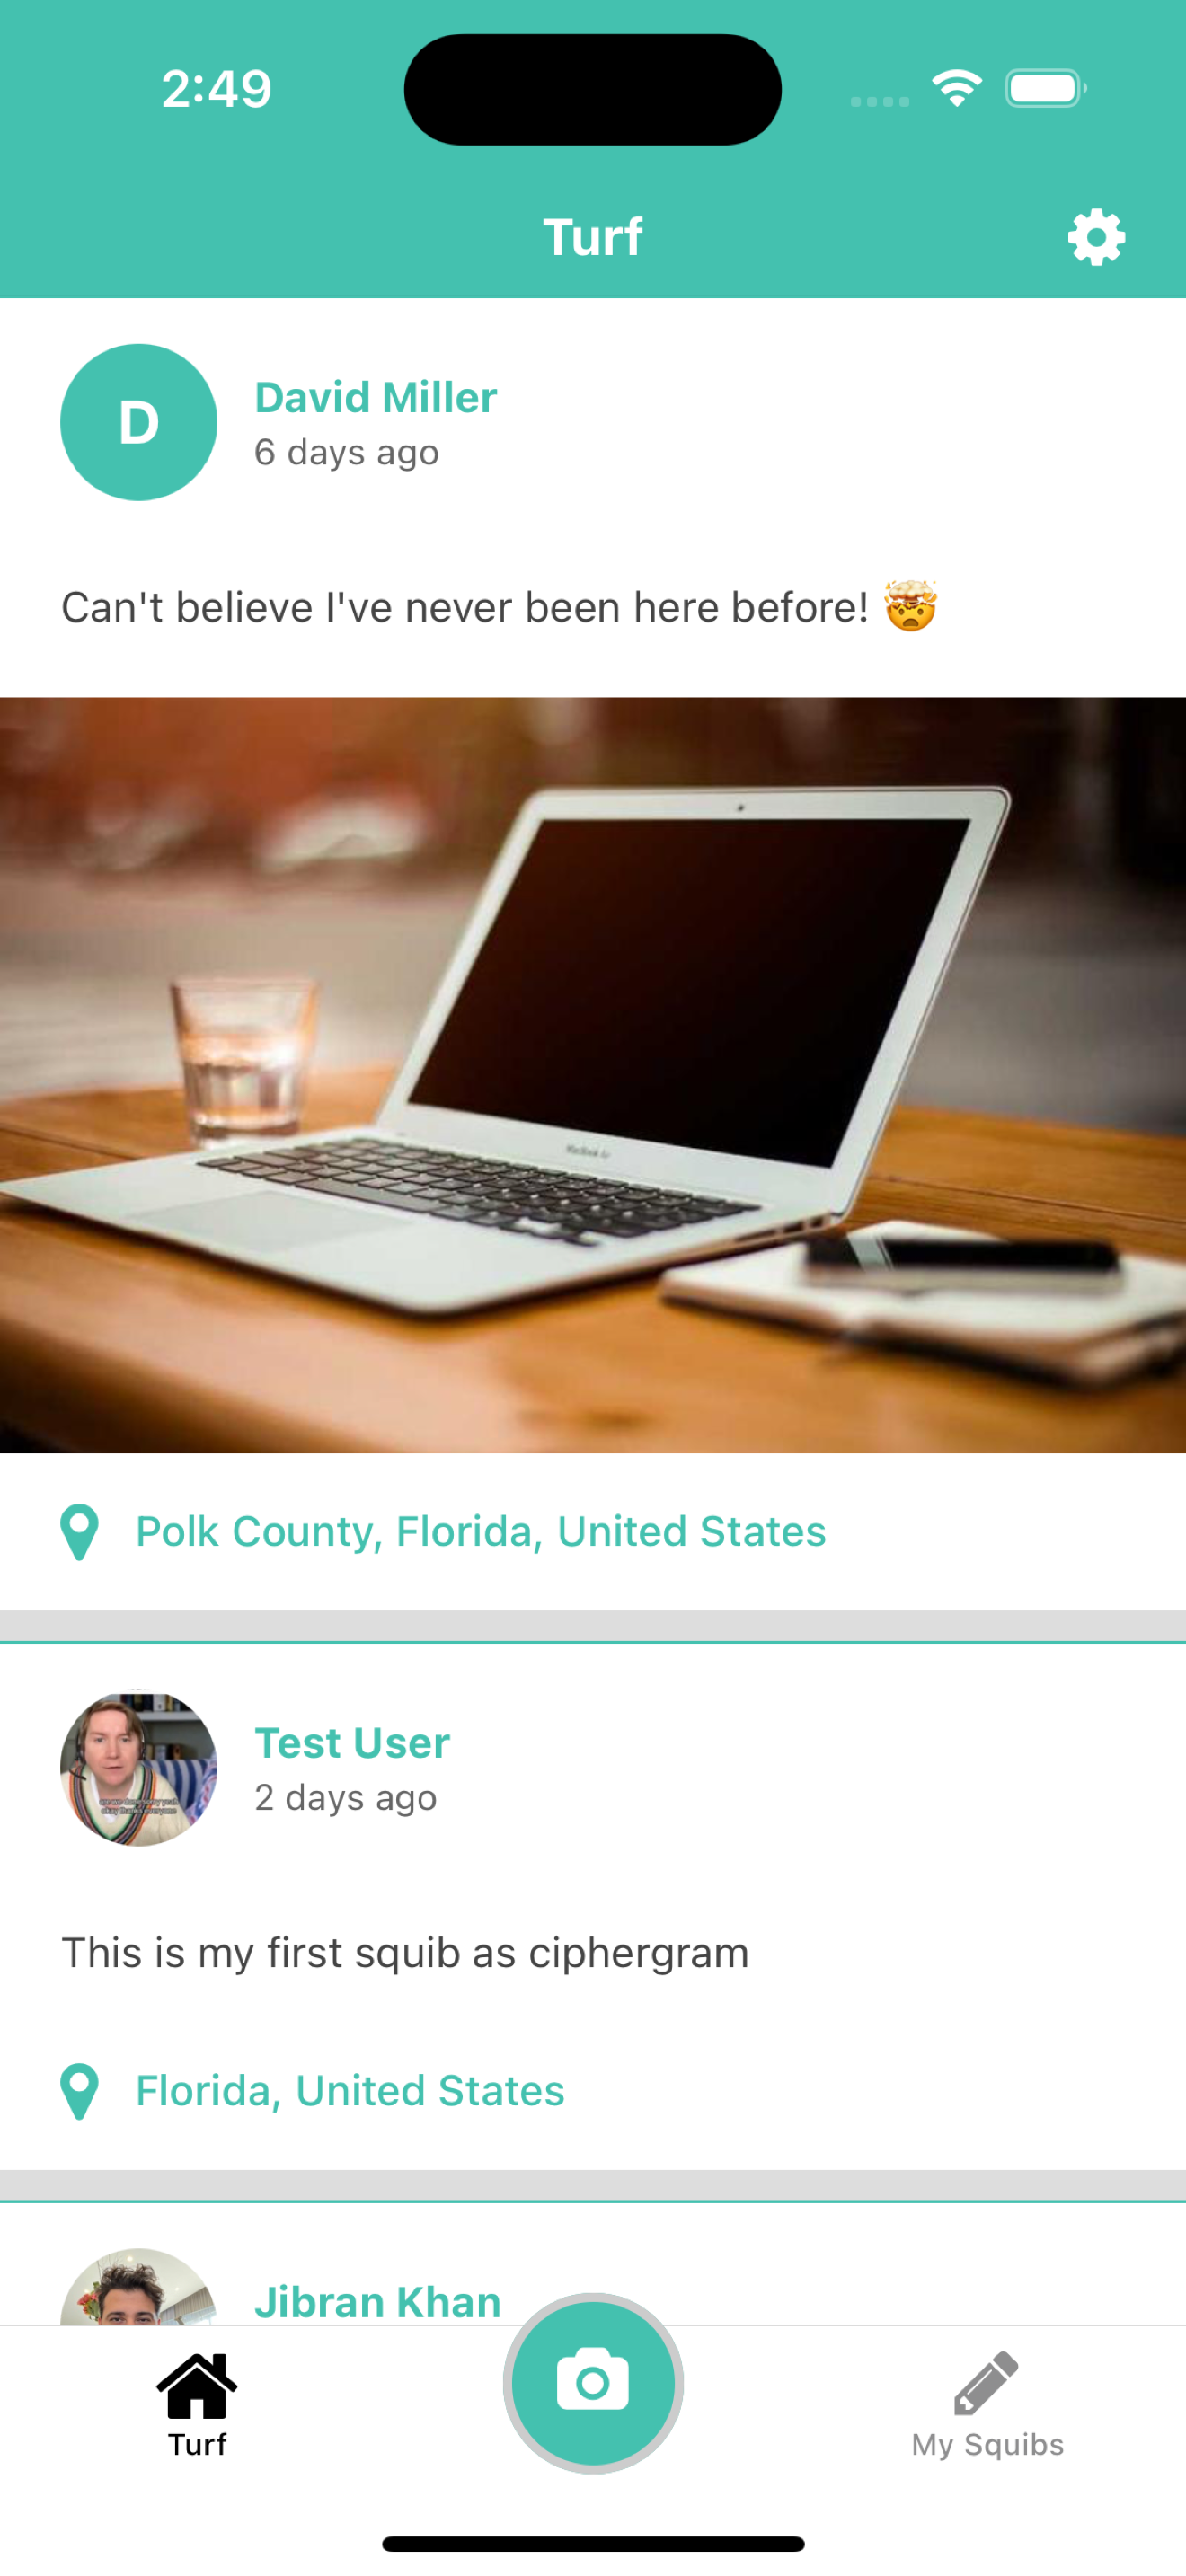 2:49
Turf
D
David Miller
6 days ago
Can't believe I've never been here before! 🤯
MacBook Air
Polk County, Florida, United States
Test User
2 days ago
This is my first squib as ciphergram
Florida, United States
Jibran Khan
Turf
My Squibs